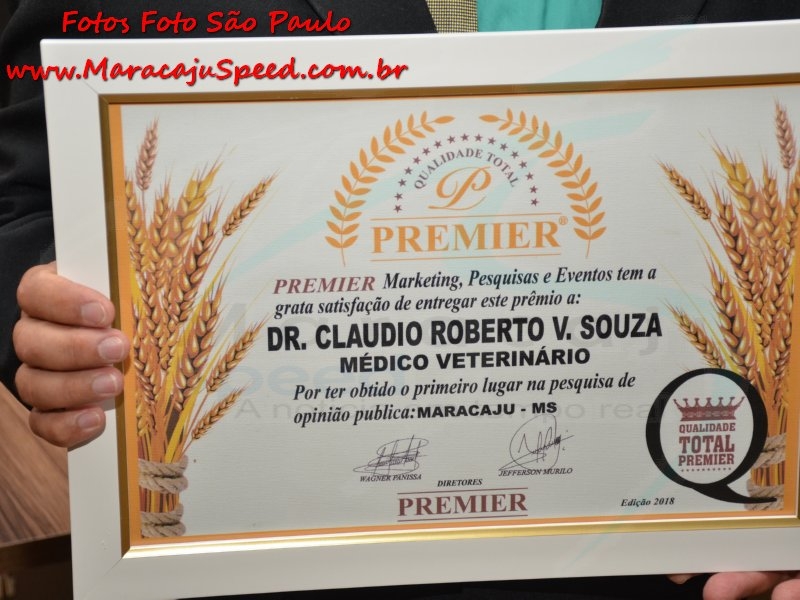 Fotos Foto São Paulo
www.MaracajuSpeed.com.br
QUALIDADE TOTAL
P
PREMIER®
PREMIER Marketing, Pesquisas e Eventos tem a
grata satisfação de entregar este prêmio a:
DR. CLAUDIO ROBERTO V. SOUZA
MÉDICO VETERINÁRIO
Por ter obtido o primeiro lugar na pesquisa de
opinião publica: MARACAJU - MS
WAGNER PANISSA
JEFFERSON MURILO
DIRETORES
PREMIER
QUALIDADE
TOTAL
PREMIER
Edição 2018